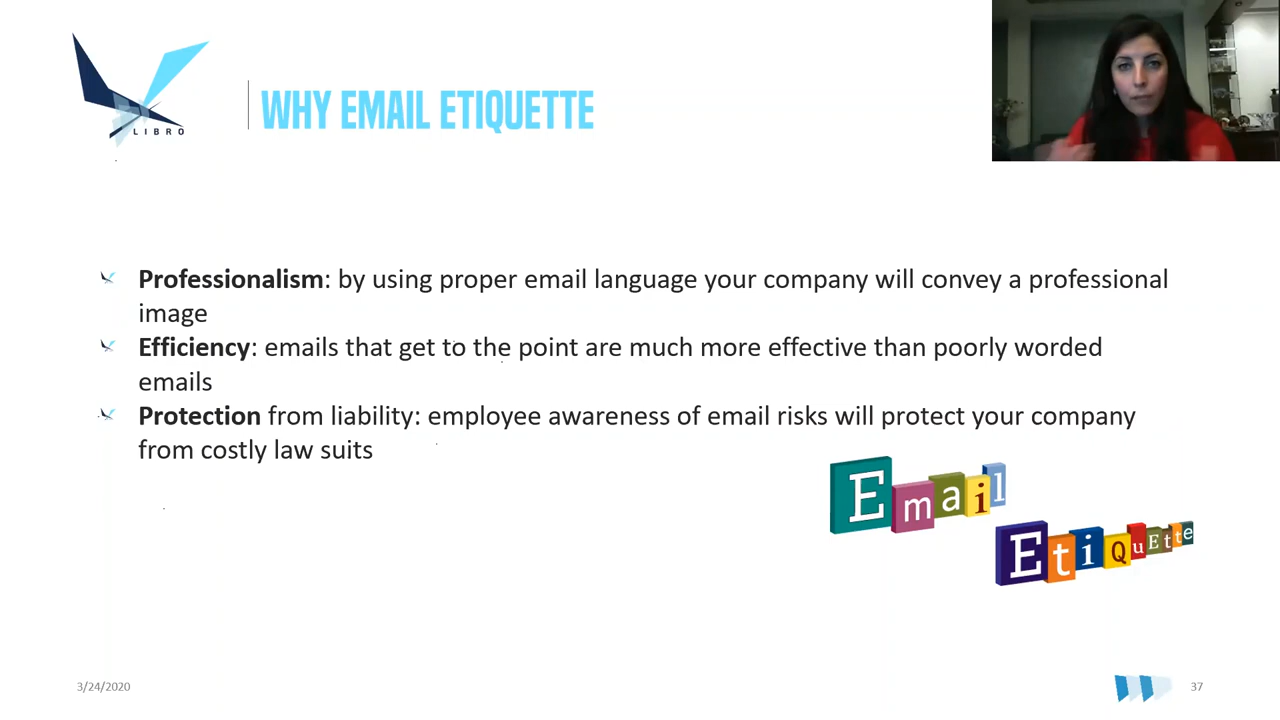 LIBRO
WHY EMAIL ETIQUETTE
Professionalism: by using proper email language your company will convey a professional
image
Efficiency: emails that get to the point are much more effective than poorly worded
emails
Protection from liability: employee awareness of email risks will protect your company
from costly law suits
Email
EtiQuEtte
3/24/2020
37